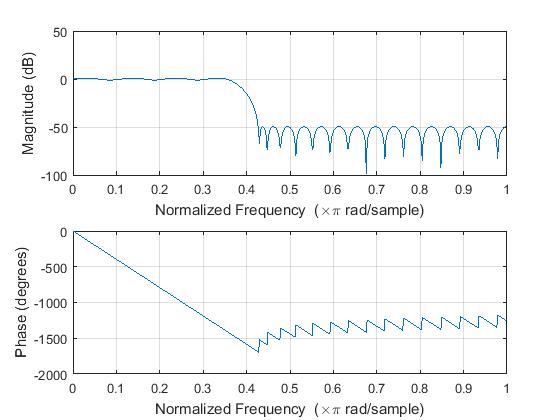 50
0
-50
-100
Magnitude (dB)
0 0.1 0.2 0.3 0.4 0.5 0.6 0.7 0.8 0.9 1
Normalized Frequency (×π rad/sample)
0
-500
-1000
-1500
-2000
Phase (degrees)
0 0.1 0.2 0.3 0.4 0.5 0.6 0.7 0.8 0.9 1
Normalized Frequency (×π rad/sample)